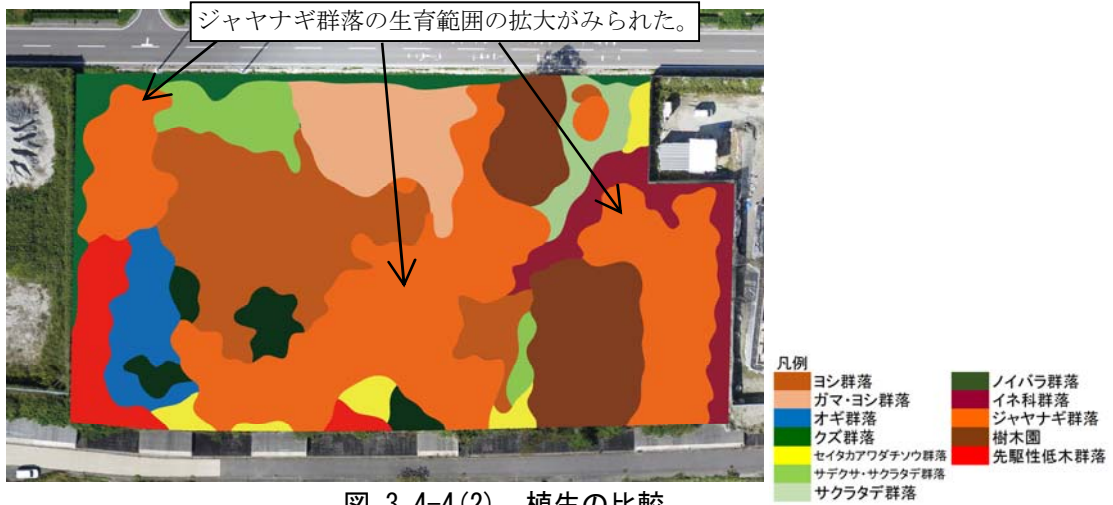 ジャヤナギ群落の生育範囲の拡大がみられた。
凡例
ヨシ群落
ガマ・ヨシ群落
オギ群落
クズ群落
セイタカアワダチソウ群落
サデクサ・サクラタデ群落
サクラタデ群落
ノイバラ群落
イネ科群落
ジャヤナギ群落
樹木園
先駆性低木群落
図 3.4-4(2) 植生の比較